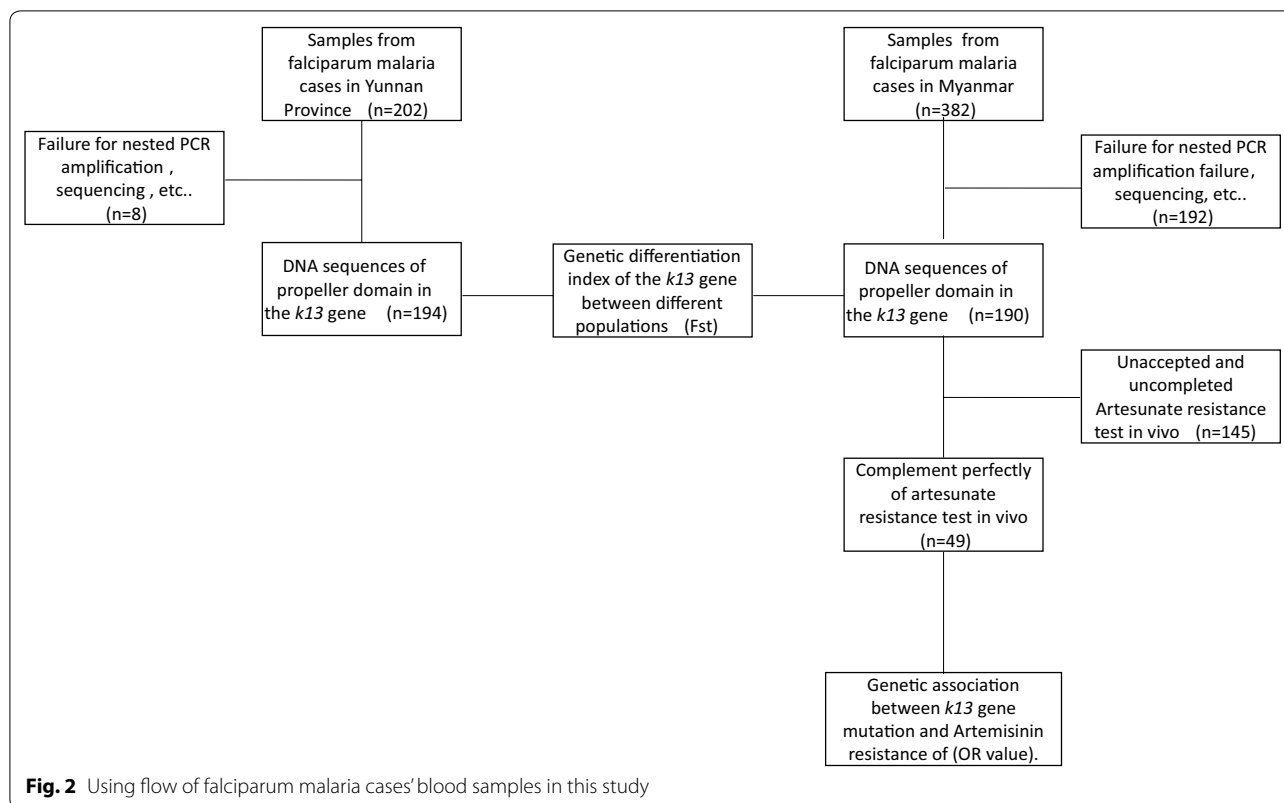 Samples from
falciparum malaria
cases in Yunnan
Province (n=202)
Samples from
falciparum malaria
cases in Myanmar
(n=382)
Failure for nested PCR
amplification ,
sequencing , etc..
(n=8)
Failure for nested PCR
amplification failure,
sequencing, etc..
(n=192)
DNA sequences of
propeller domain in
the k13 gene (n=194)
Genetic differentiation
index of the k13 gene
between different
populations (Fst)
DNA sequences of
propeller domain in
the k13 gene (n=190)
Unaccepted and
uncompleted
Artesunate resistance
test in vivo (n=145)
Complement perfectly
of artesunate
resistance test in vivo
(n=49)
Genetic association
between k13 gene
mutation and Artemisinin
resistance of (OR value).
Fig. 2 Using flow of falciparum malaria cases' blood samples in this study